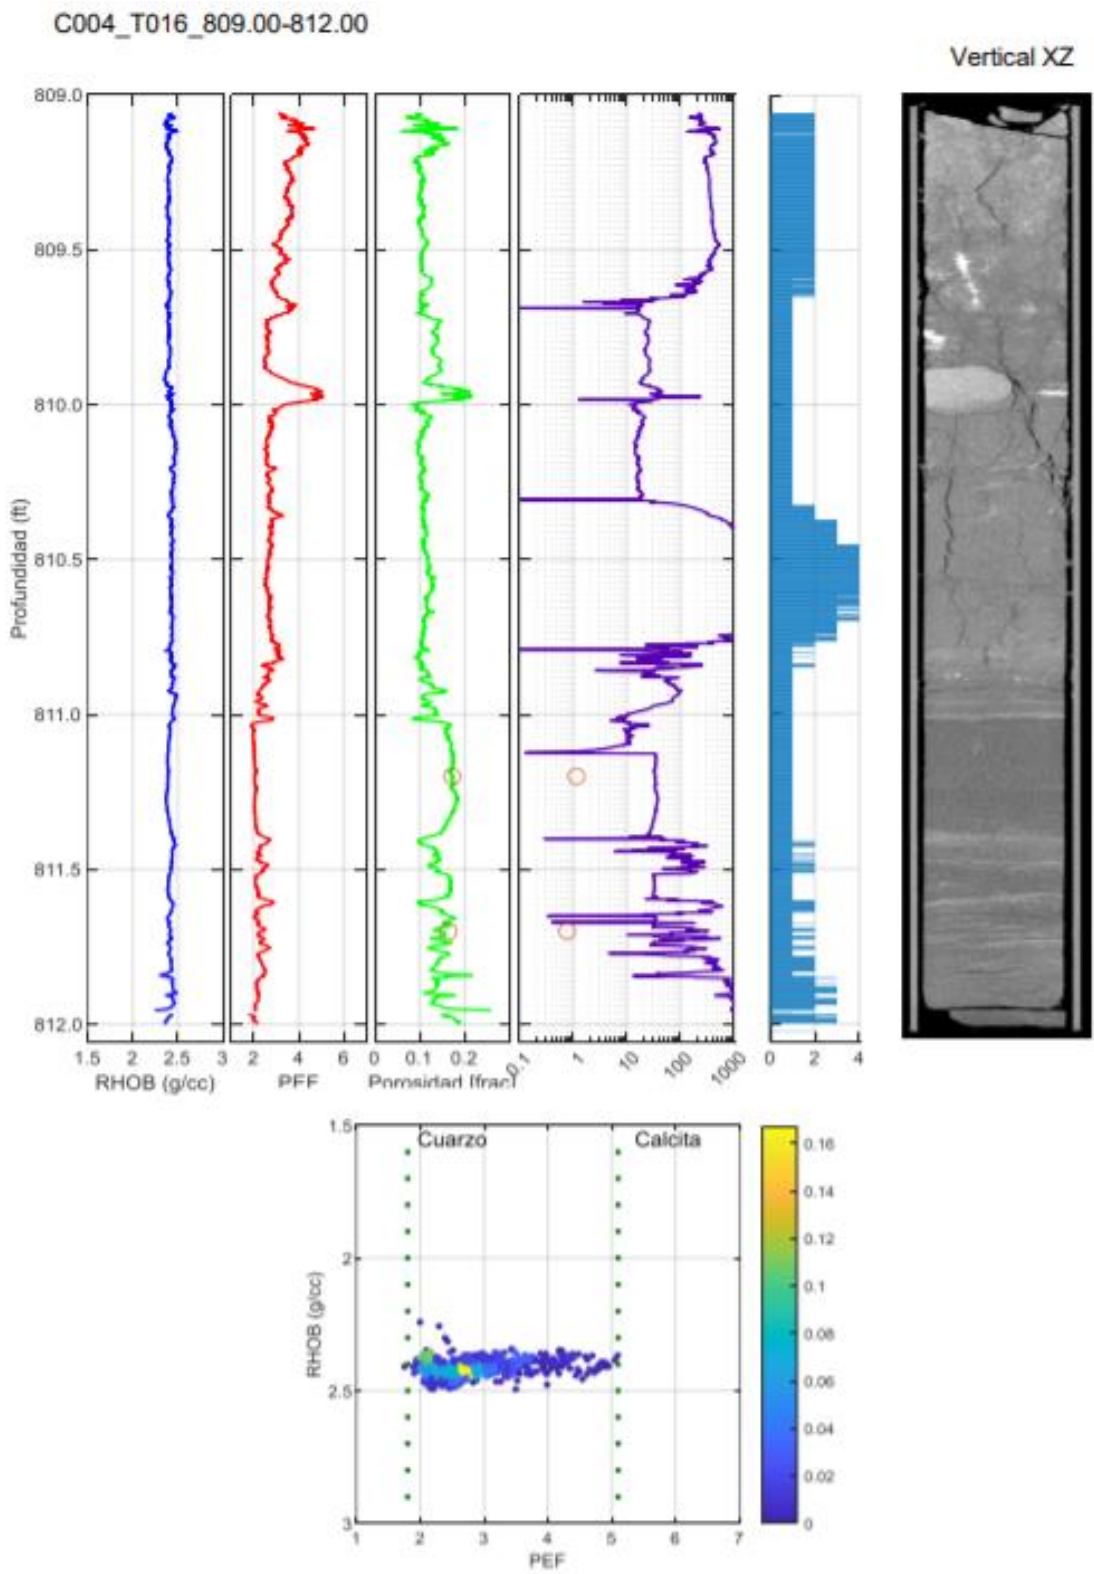 C004_T016_809.00-812.00
Vertical XZ
809.0
809.5
810.0
810.5
811.0
811.5
812.0
Profundidad (ft)
1.5 2 2.5 3
RHOB (g/cc)
2 4 6
PEF
0 0.1 0.2
Porosidad [frac]
0.1 1 10 100 1000
0 2 4
Cuarzo Calcita
1.5
2
2.5
3
RHOB (g/cc)
1 2 3 4 5 6 7
PEF
0.16
0.14
0.12
0.1
0.08
0.06
0.04
0.02
0